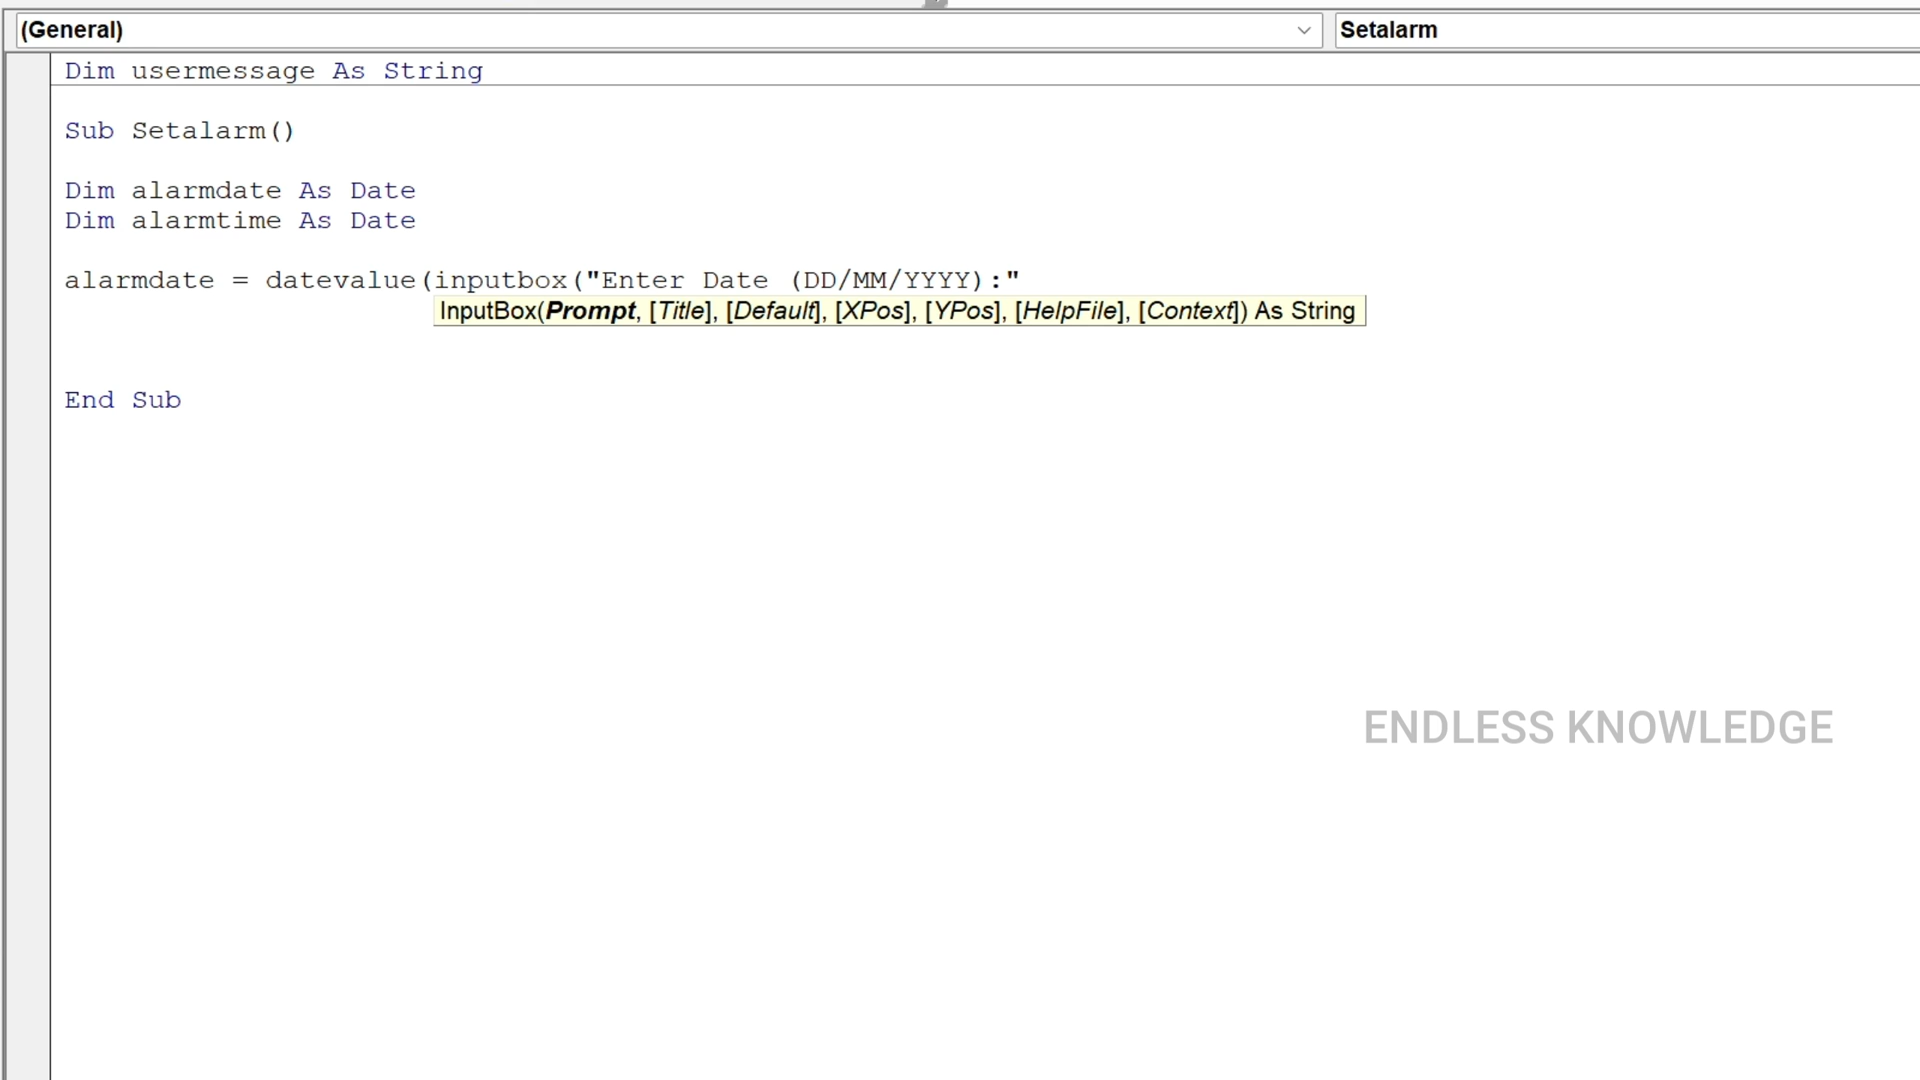 (General)
Setalarm
Dim usermessage As String
Sub Setalarm()
Dim alarmdate As Date
Dim alarmtime As Date
alarmdate = datevalue(inputbox("Enter Date (DD/MM/YYYY):"
InputBox(Prompt, [Title], [Default], [XPos], [YPos], [HelpFile], [Context]) As String
End Sub
ENDLESS KNOWLEDGE